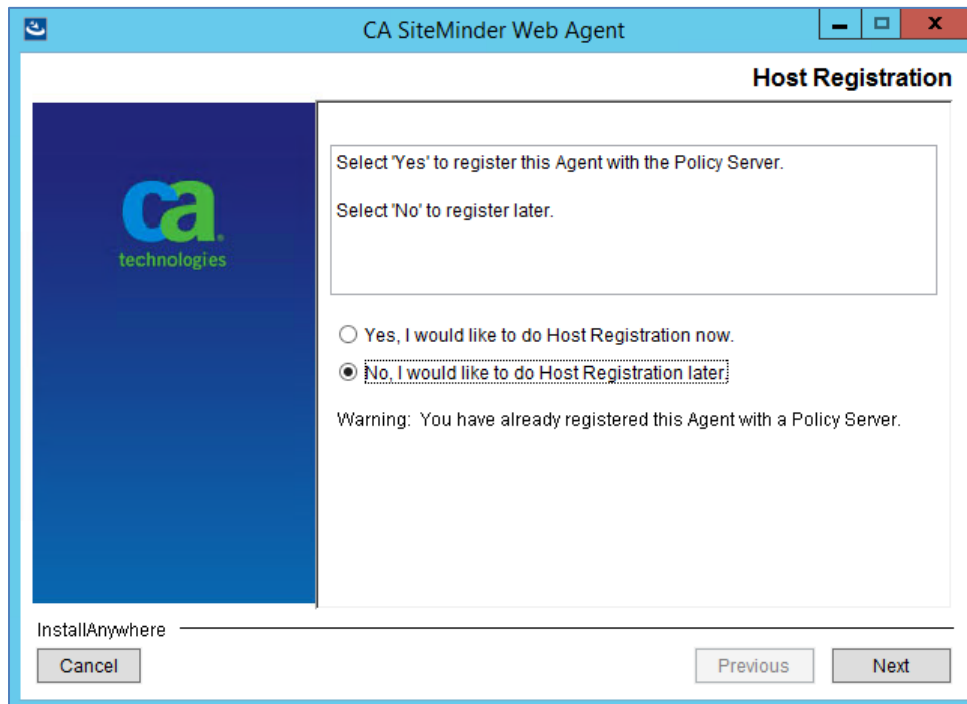 CA SiteMinder Web Agent
Host Registration
ca
technologies
Select 'Yes' to register this Agent with the Policy Server.
Select 'No' to register later.
Yes, I would like to do Host Registration now.
No, I would like to do Host Registration later.
Warning: You have already registered this Agent with a Policy Server.
InstallAnywhere
Cancel
Previous
Next